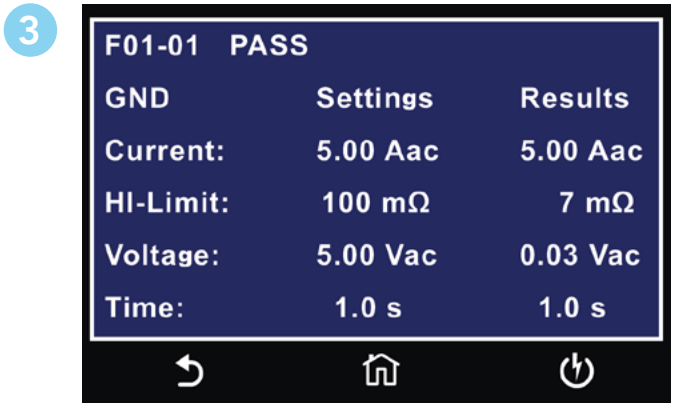 3
F01-01 PASS
GND Settings Results
Current: 5.00 Aac 5.00 Aac
HI-Limit: 100 mΩ 7 mΩ
Voltage: 5.00 Vac 0.03 Vac
Time: 1.0 s 1.0 s